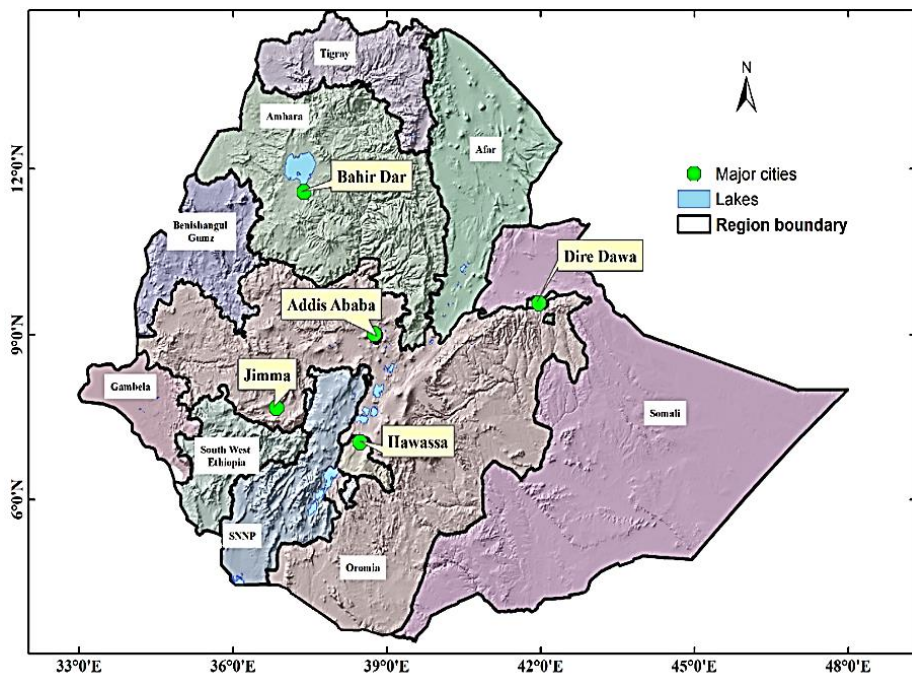 Tigray
N
Amhara
Afar
12°0'N
Bahir Dar
Major cities
Lakes
Region boundary
Benishangul
Gumz
Dire Dawa
Addis Ababa
9°0'N
Jimma
Gambela
Somali
Hawassa
South West
Ethiopia
6°0'N
SNNP
Oromia
33°0'E
36°0'E
39°0'E
42°0'E
45°0'E
48°0'E